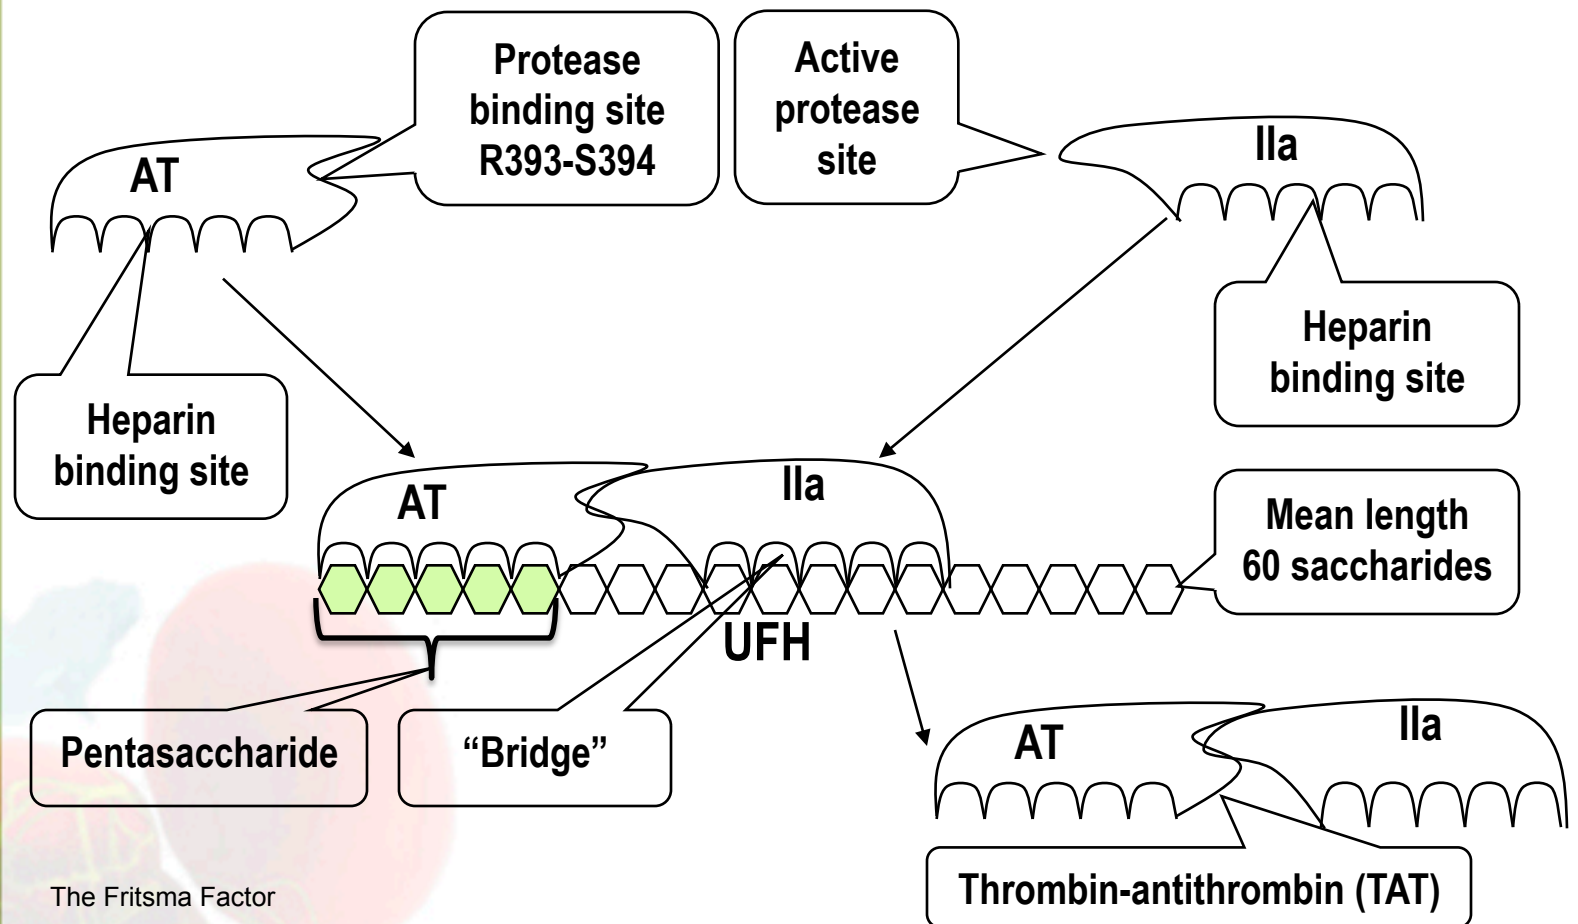 Protease
binding site
R393-S394
Active
protease
site
AT
IIa
Heparin
binding site
Heparin
binding site
AT
IIa
Mean length
60 saccharides
UFH
Pentasaccharide
“Bridge”
AT
IIa
Thrombin-antithrombin (TAT)
The Fritsma Factor